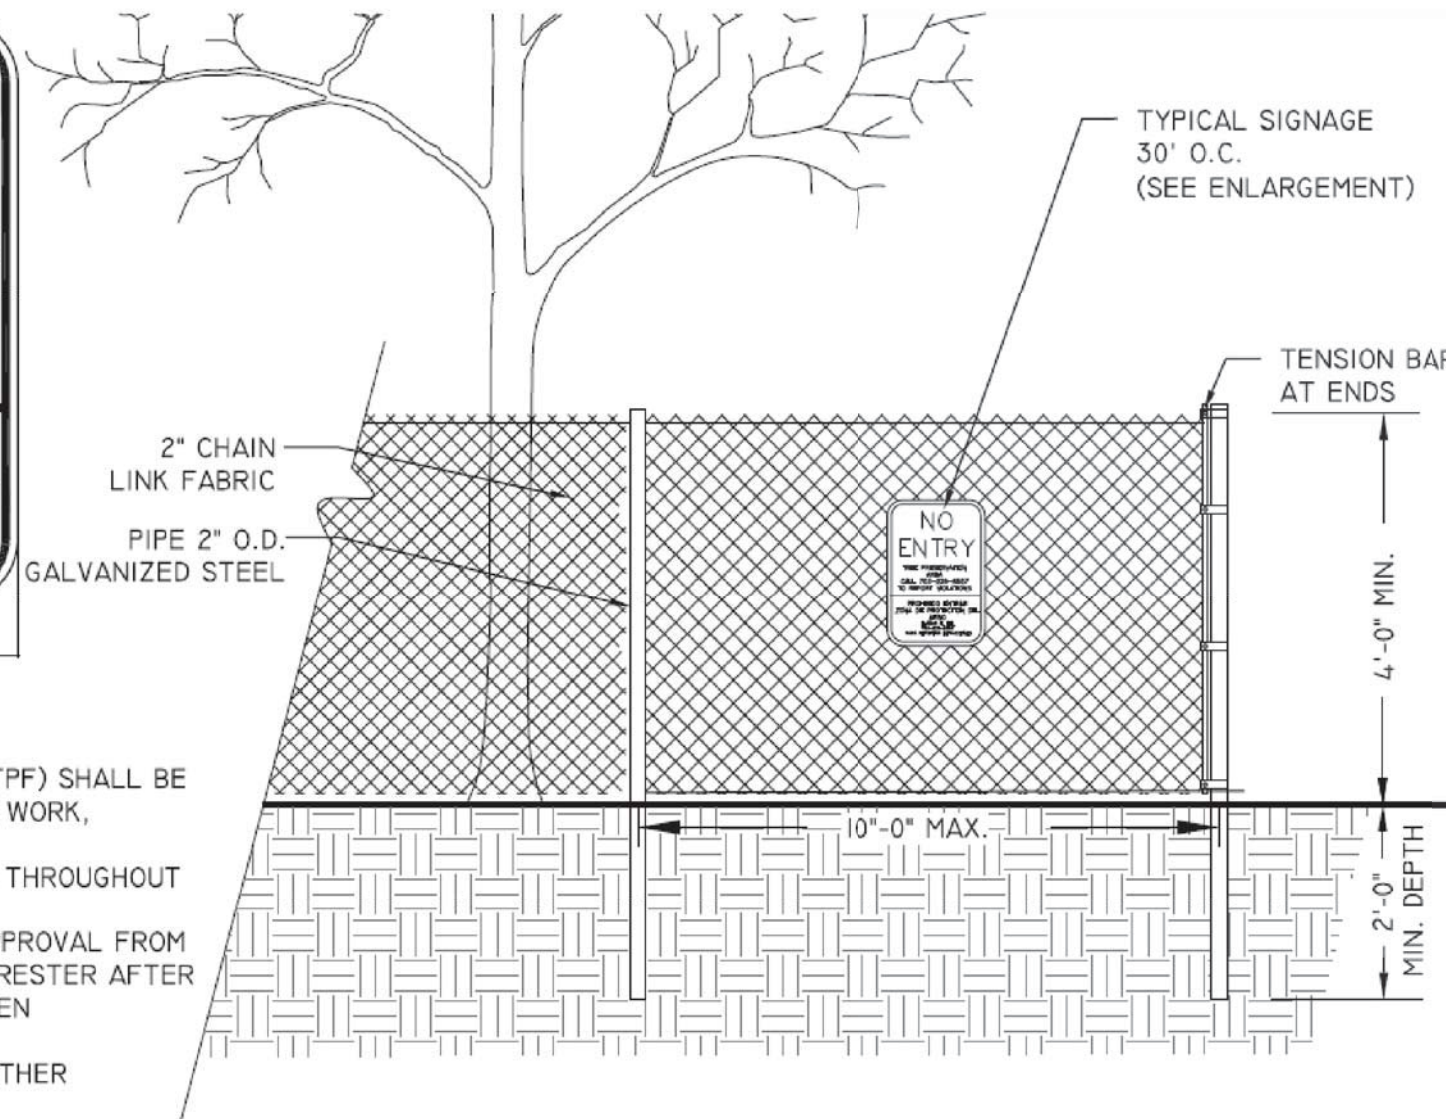 TYPICAL SIGNAGE
30' O.C.
(SEE ENLARGEMENT)
TENSION BAR
AT ENDS
2" CHAIN
LINK FABRIC
PIPE 2" O.D.
GALVANIZED STEEL
NO
ENTRY
4'-0" MIN.
10"-0" MAX.
2'-0"
MIN. DEPTH
TPF) SHALL BE
WORK,
THROUGHOUT
PPROVAL FROM
RESTER AFTER
EN
THER